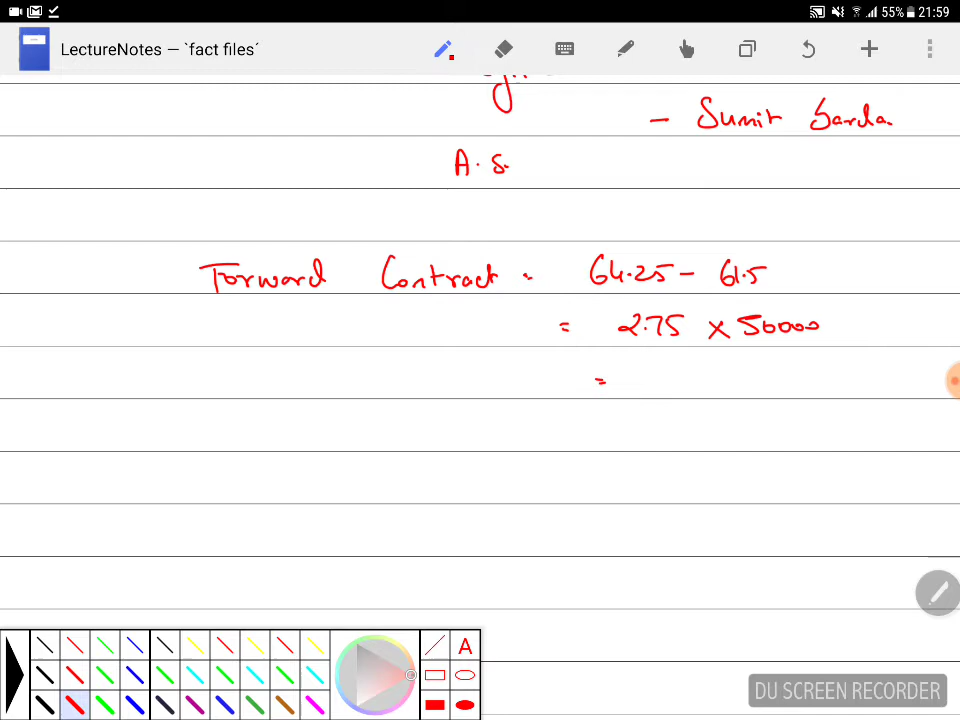 21:59
55%
LectureNotes — `fact files´
- Sumit Sarda.
A. S.
Forward Contract = 64.25 - 61.5
= 2.75 × 50000
=
A
DU SCREEN RECORDER